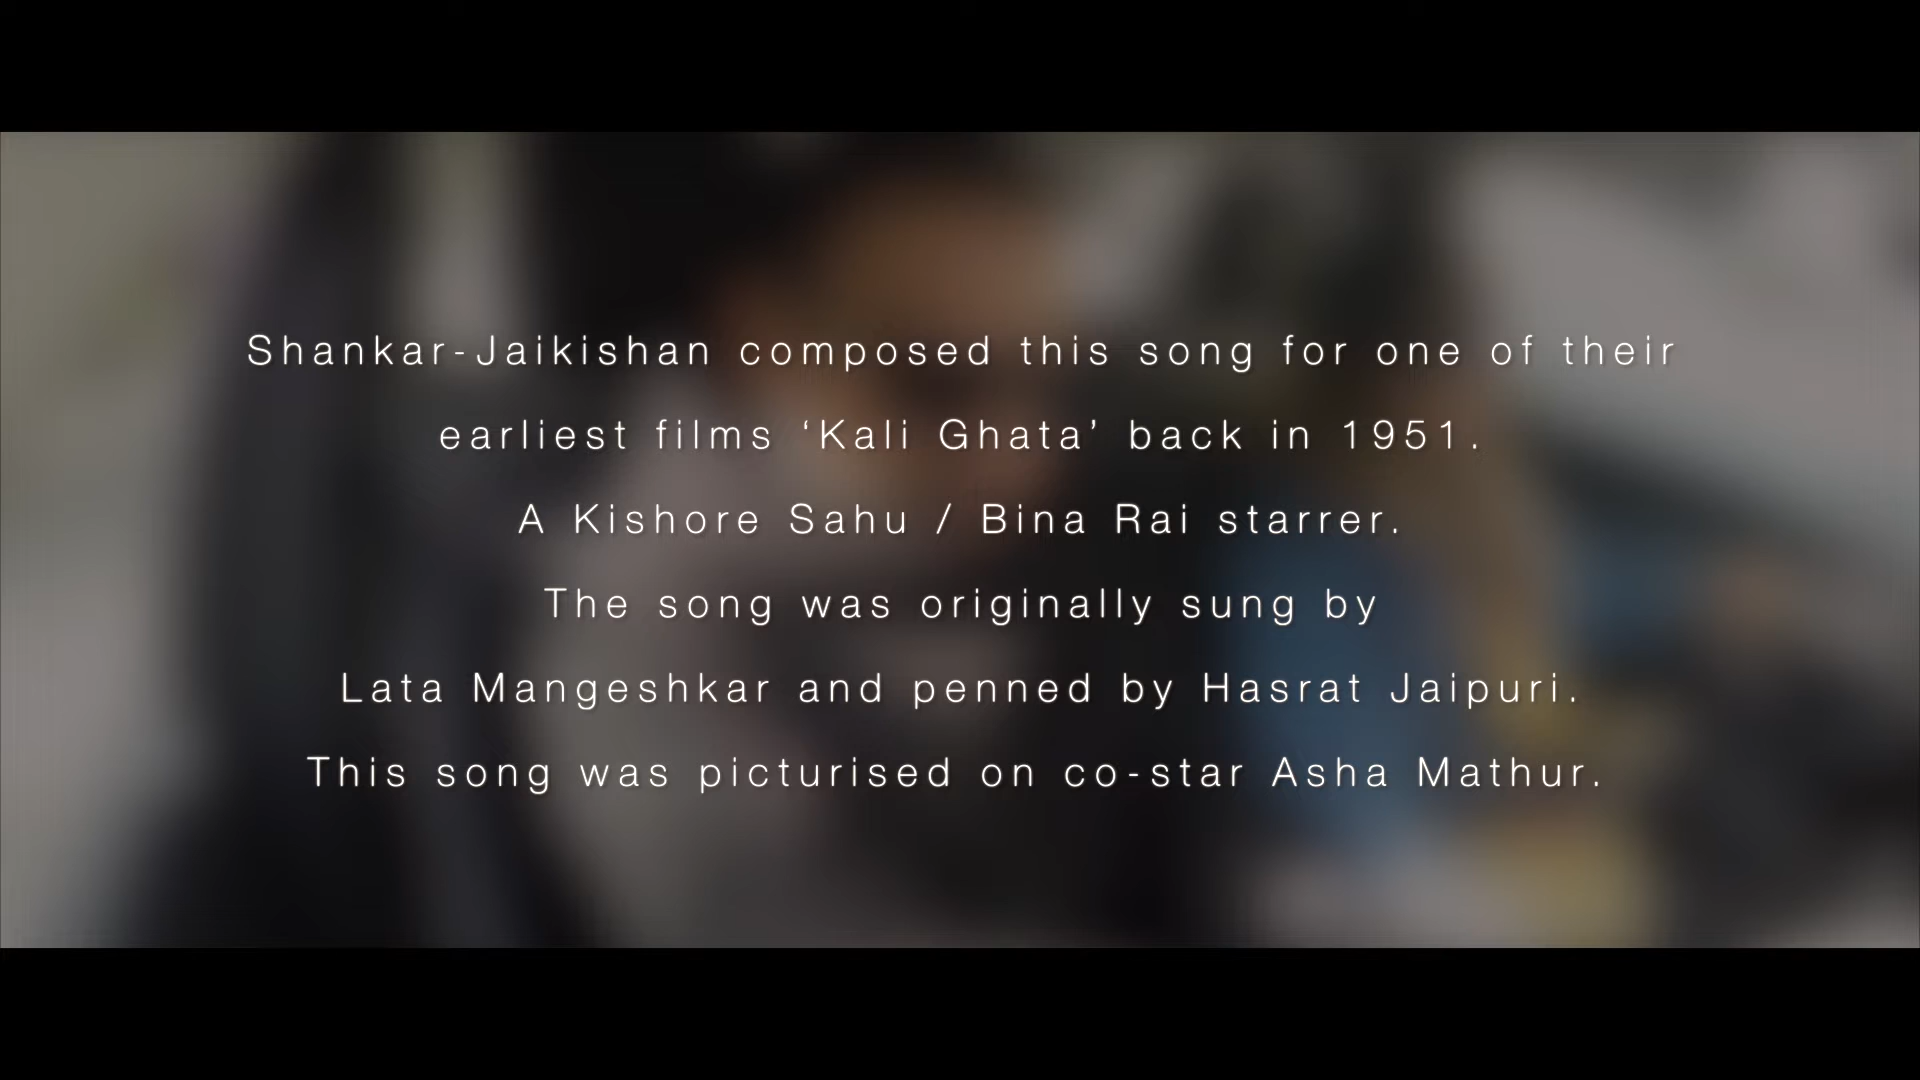 Shankar-Jaikishan composed this song for one of their
earliest films ‘Kali Ghata’ back in 1951.
A Kishore Sahu / Bina Rai starrer.
The song was originally sung by
Lata Mangeshkar and penned by Hasrat Jaipuri.
This song was picturised on co-star Asha Mathur.